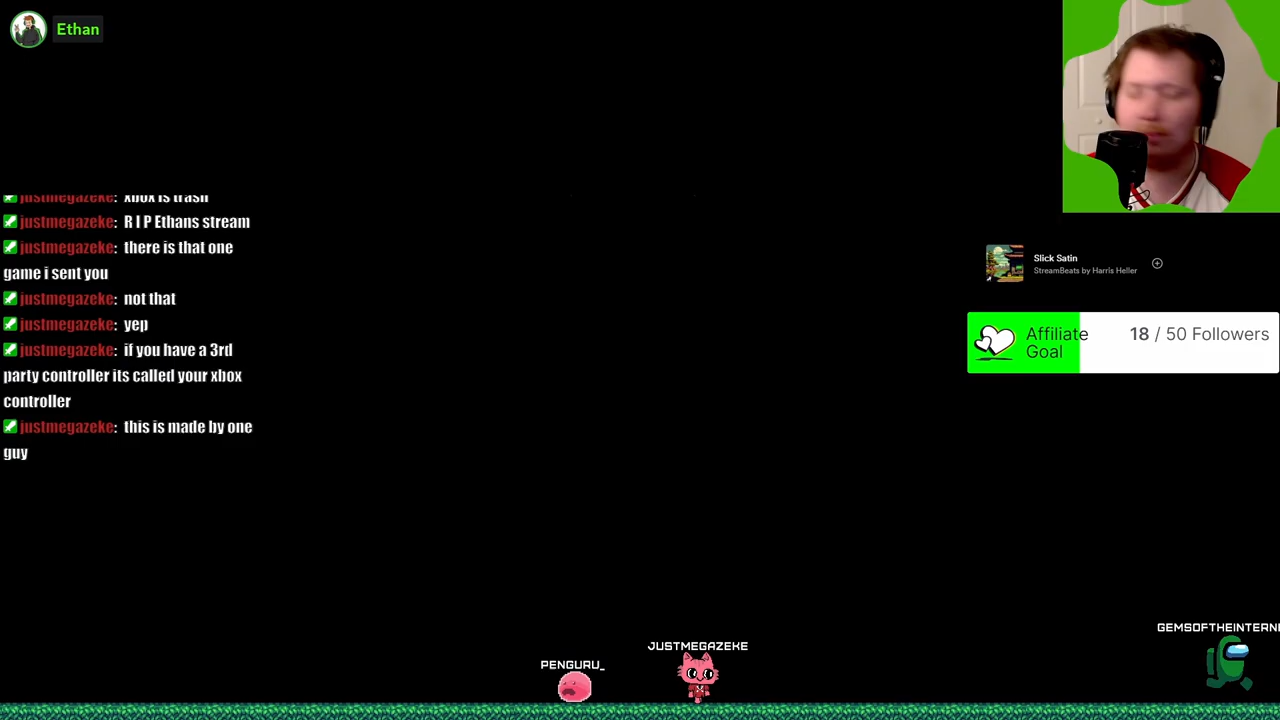 Ethan
justmegazeke: xbox is trash
justmegazeke: R I P Ethans stream
justmegazeke: there is that one
game i sent you
justmegazeke: not that
justmegazeke: yep
justmegazeke: if you have a 3rd
party controller its called your xbox
controller
justmegazeke: this is made by one
guy
Slick Satin
StreamBeats by Harris Heller
Affiliate
Goal
18 / 50 Followers
PENGURU_
JUSTMEGAZEKE
GEMSOFTHEINTERN